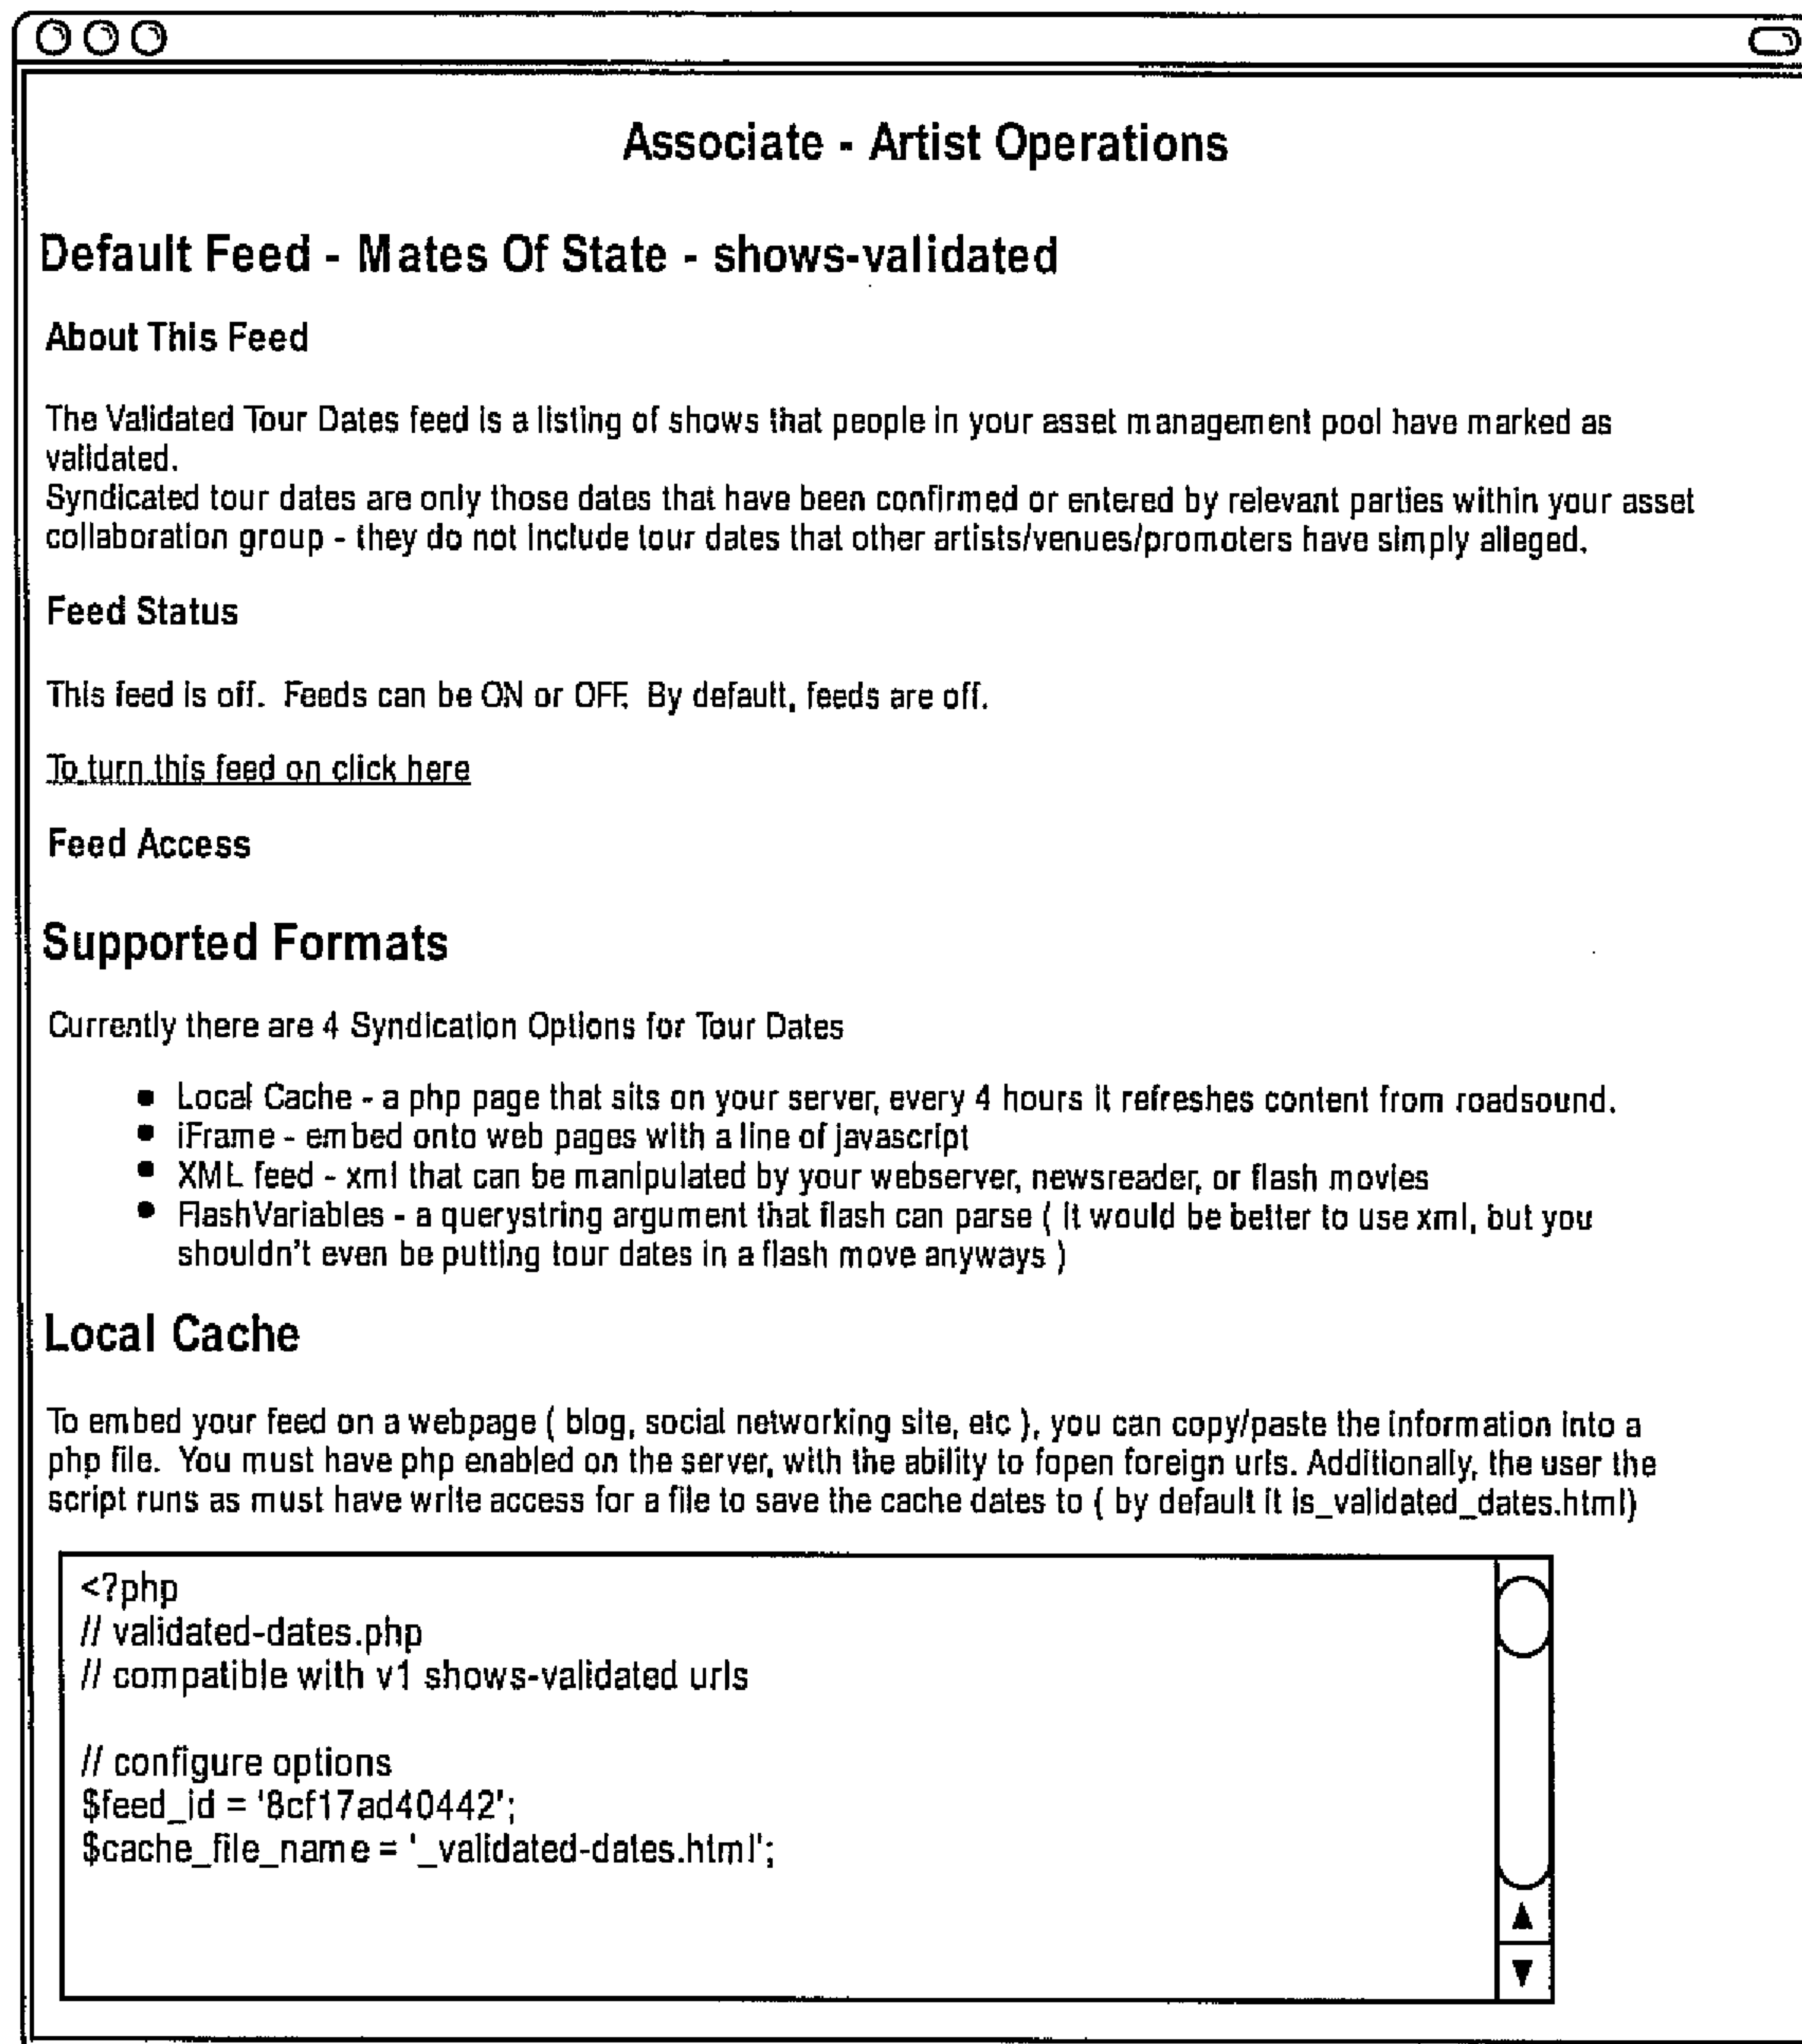 Associate - Artist Operations
Default Feed - Mates Of State - shows-validated
About This Feed
The Validated Tour Dates feed is a listing of shows that people in your asset management pool have marked as
validated.
Syndicated tour dates are only those dates that have been confirmed or entered by relevant parties within your asset
collaboration group - they do not include tour dates that other artists/venues/promoters have simply alleged.
Feed Status
This feed is off. Feeds can be ON or OFF. By default, feeds are off.
To turn this feed on click here
Feed Access
Supported Formats
Currently there are 4 Syndication Options for Tour Dates
• Local Cache - a php page that sits on your server, every 4 hours it refreshes content from roadsound.
• iFrame - embed onto web pages with a line of javascript
• XML feed - xml that can be manipulated by your webserver, newsreader, or flash movies
• FlashVariables - a querystring argument that flash can parse ( it would be better to use xml, but you
shouldn't even be putting tour dates in a flash move anyways )
Local Cache
To embed your feed on a webpage ( blog, social networking site, etc ), you can copy/paste the information into a
php file. You must have php enabled on the server, with the ability to fopen foreign urls. Additionally, the user the
script runs as must have write access for a file to save the cache dates to ( by default it is_validated_dates.html)
<?php
// validated-dates.php
// compatible with v1 shows-validated urls
// configure options
$feed_id = '8cf17ad40442';
$cache_file_name = '_validated-dates.html';